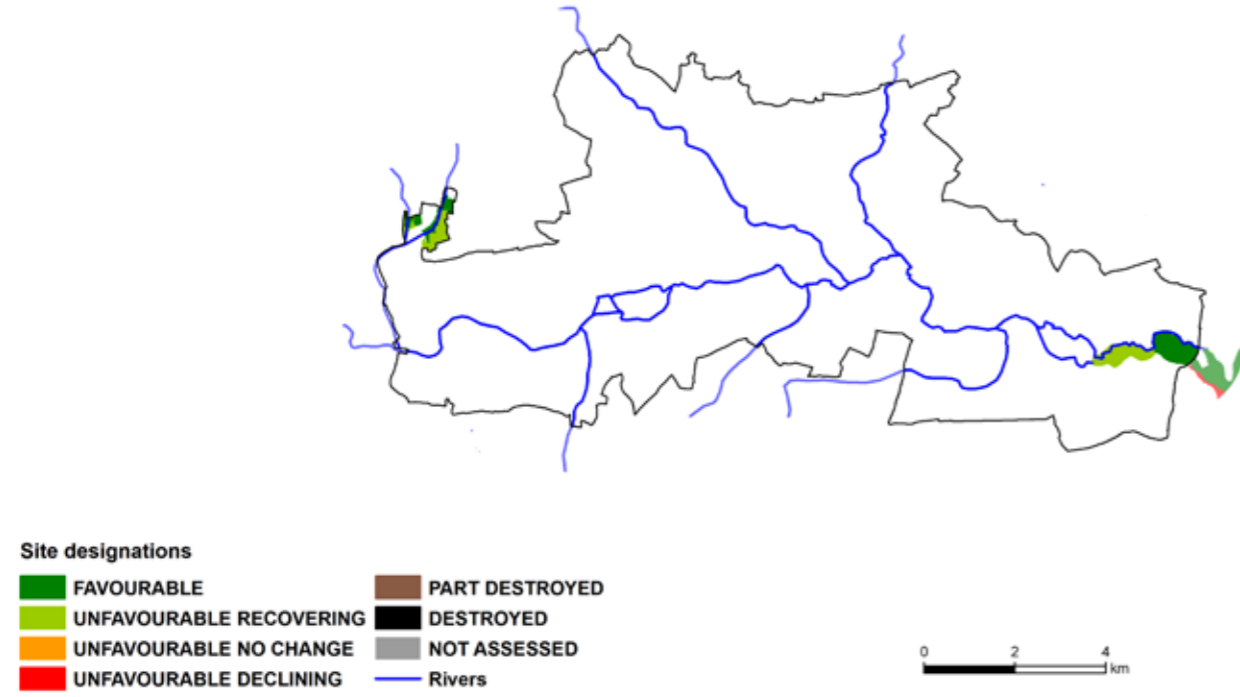 Site designations
FAVOURABLE
UNFAVOURABLE RECOVERING
UNFAVOURABLE NO CHANGE
UNFAVOURABLE DECLINING
PART DESTROYED
DESTROYED
NOT ASSESSED
Rivers
0 2 4
km